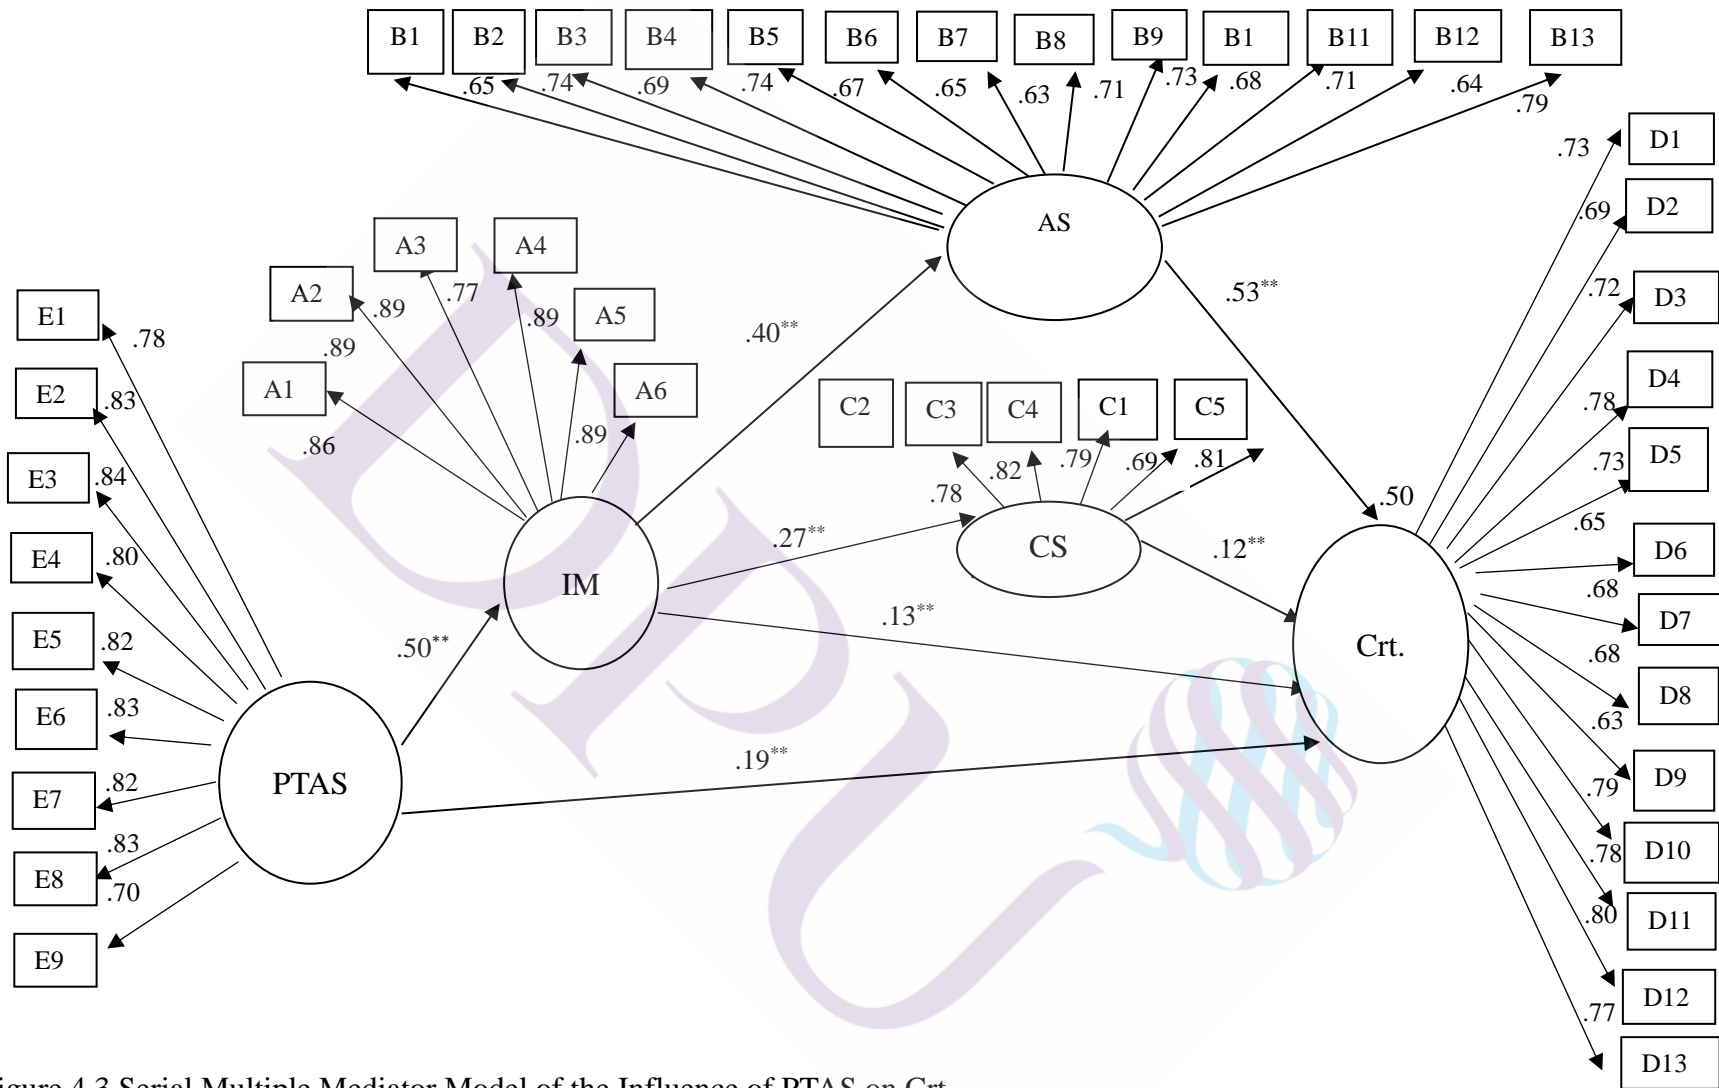 B1 B2 B3 B4 B5 B6 B7 B8 B9 B1 B11 B12 B13
.65 .74 .69 .74 .67 .65 .63 .71 .73 .68 .71 .64 .79
AS
A1 A2 A3 A4 A5 A6
.86 .89 .89 .77 .89 .89
E1 .78
E2 .83
E3 .84
E4 .80
E5 .82
E6 .83
E7 .82
E8 .83
E9 .70
PTAS
.50**
IM
.40**
.27**
.13**
.19**
C2 C3 C4 C1 C5
.78 .82 .79 .69 .81
CS
.53**
.12**
.50
Crt.
.73 D1
.69 D2
.72 D3
.78 D4
.73 D5
.65 D6
.68 D7
.68 D8
.63 D9
.79 D10
.78 D11
.80 D12
.77 D13
DPU
igure 4.3 Serial Multiple Mediator Model of the Influence of PTAS on Crt